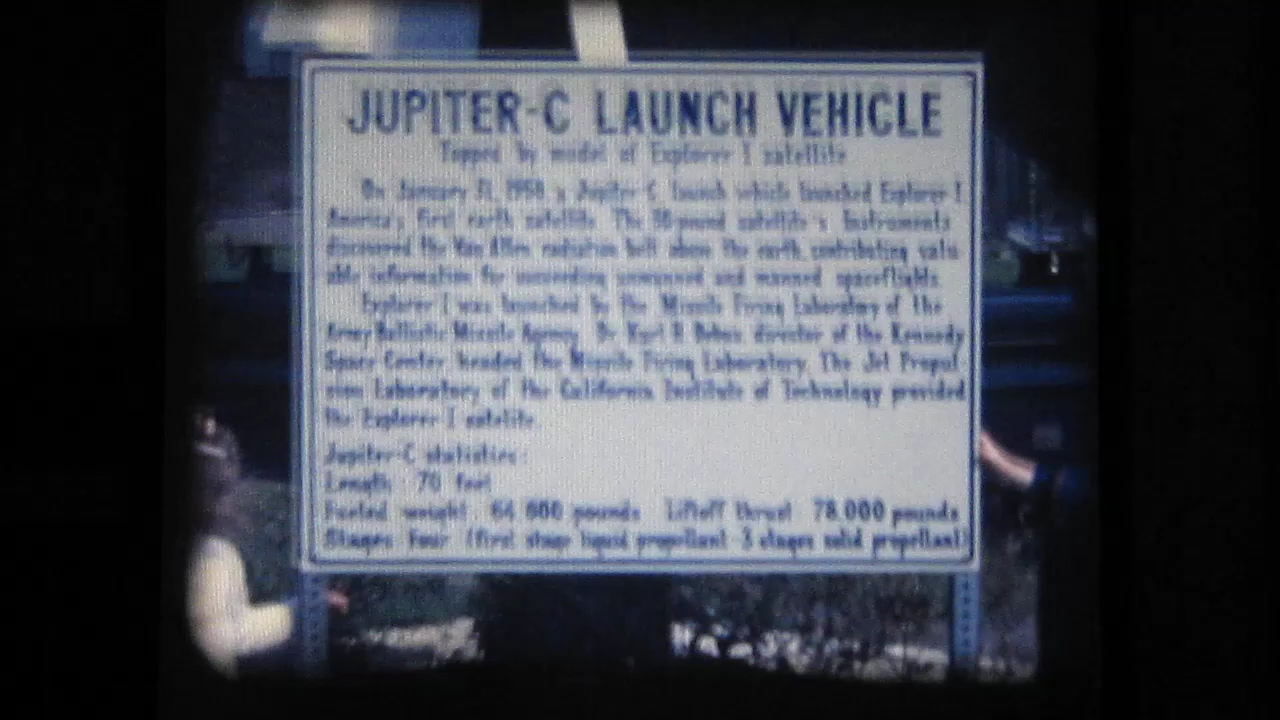 JUPITER-C LAUNCH VEHICLE
Topped by model of Explorer I satellite
On January 31, 1958 a Jupiter-C launch vehicle launched Explorer I
America's first earth satellite. The 30-pound satellite's instruments
discovered the Van Allen radiation belt above the earth, contributing valu-
able information for succeeding unmanned and manned spaceflights.
Explorer I was launched by the Missile Firing Laboratory of the
Army Ballistic Missile Agency. Dr. Kurt H. Debus, director of the Kennedy
Space Center, headed the Missile Firing Laboratory. The Jet Propul-
sion Laboratory of the California Institute of Technology provided
the Explorer I satellite.
Jupiter-C statistics:
Length: 70 feet
Fueled weight: 64,000 pounds Liftoff thrust: 78,000 pounds
Stages: Four (first stage liquid propellant 3 stages solid propellant)